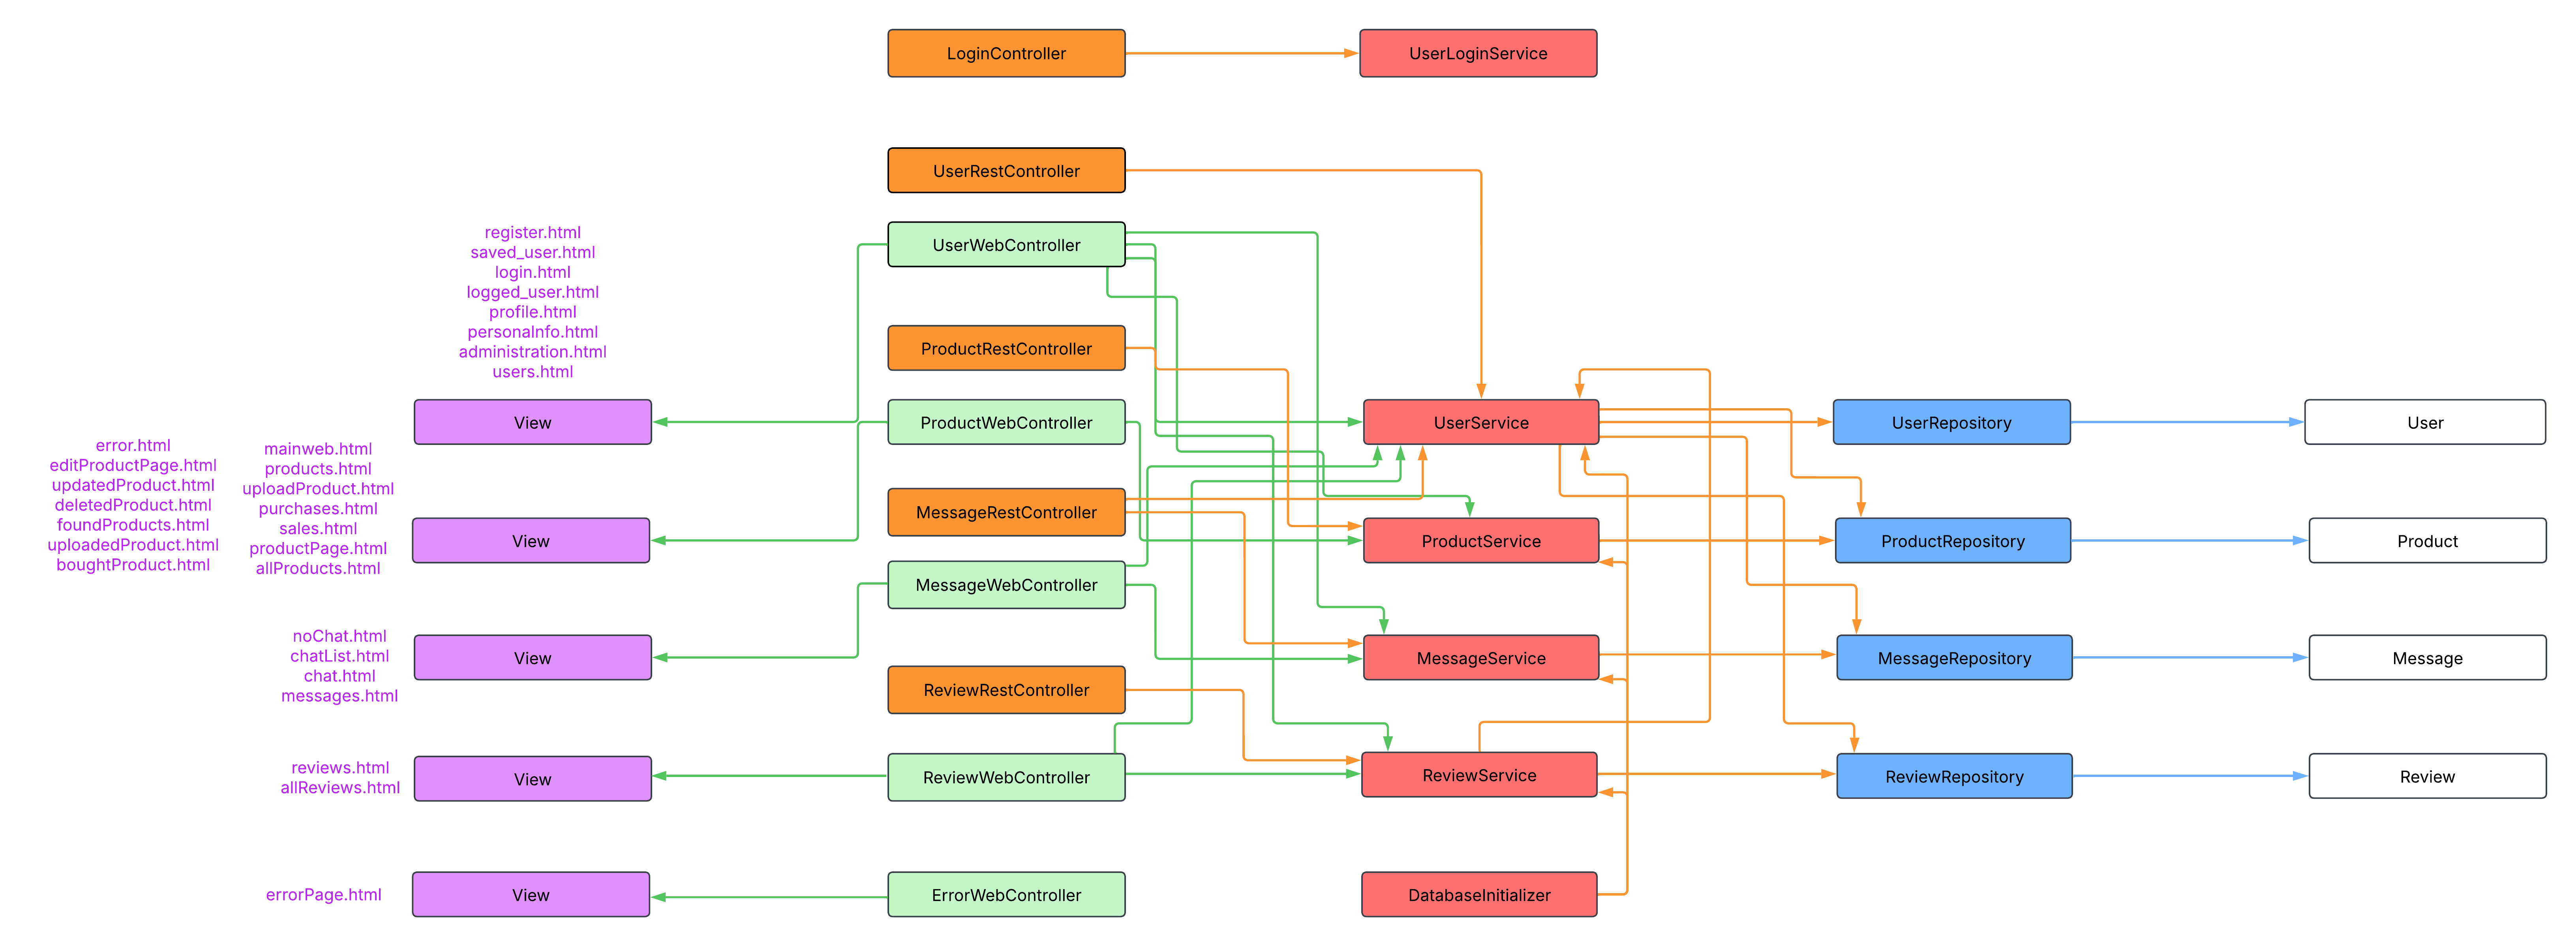 LoginController
UserLoginService
UserRestController
register.html
saved_user.html
login.html
logged_user.html
profile.html
personaInfo.html
administration.html
users.html
UserWebController
ProductRestController
View
ProductWebController
UserService
UserRepository
User
error.html
editProductPage.html
updatedProduct.html
deletedProduct.html
foundProducts.html
uploadedProduct.html
boughtProduct.html
mainweb.html
products.html
uploadProduct.html
purchases.html
sales.html
productPage.html
allProducts.html
View
MessageRestController
ProductService
ProductRepository
Product
MessageWebController
noChat.html
chatList.html
chat.html
messages.html
View
MessageService
MessageRepository
Message
ReviewRestController
reviews.html
allReviews.html
View
ReviewWebController
ReviewService
ReviewRepository
Review
errorPage.html
View
ErrorWebController
DatabaseInitializer